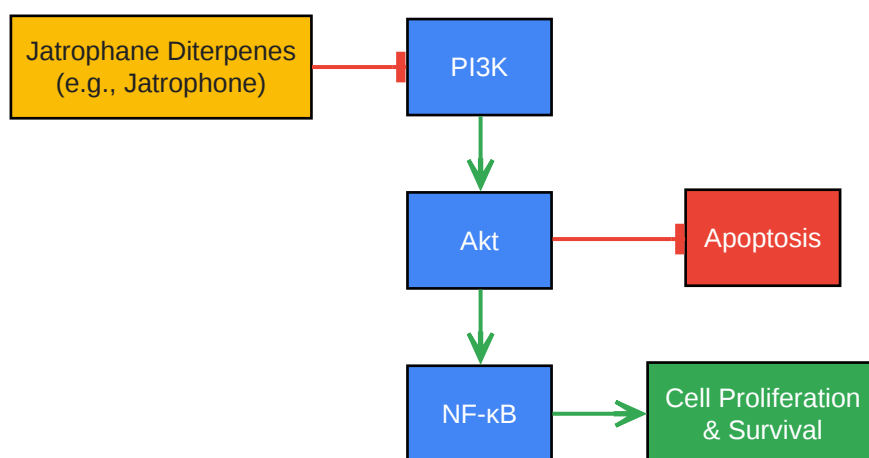 Jatrophane Diterpenes
(e.g., Jatrophone)
PI3K
Akt
Apoptosis
NF-κB
Cell Proliferation
& Survival